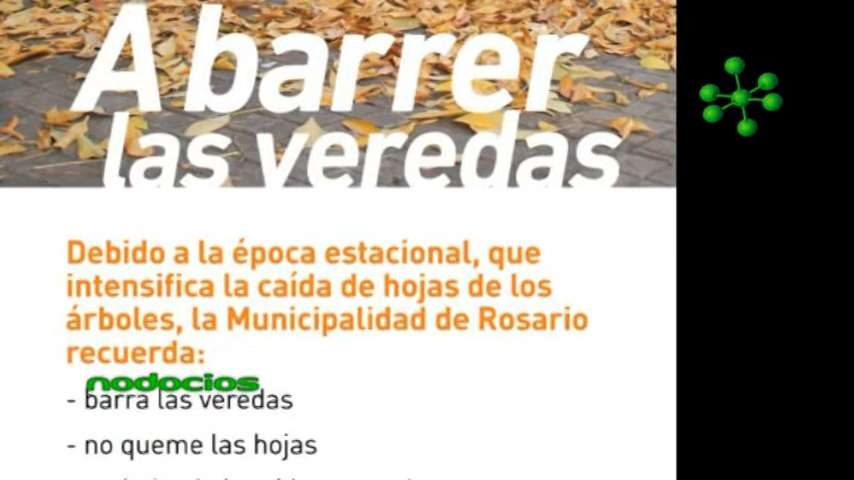 A barrer
las veredas
Debido a la época estacional, que
intensifica la caída de hojas de los
árboles, la Municipalidad de Rosario
recuerda:
nodocios
- barra las veredas
- no queme las hojas